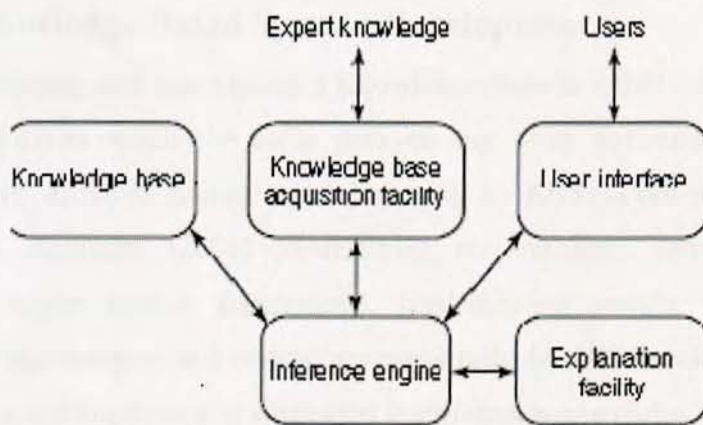 Expert knowledge
Users
Knowledge base
Knowledge base
acquisition facility
User interface
Inference engine
Explanation
facility